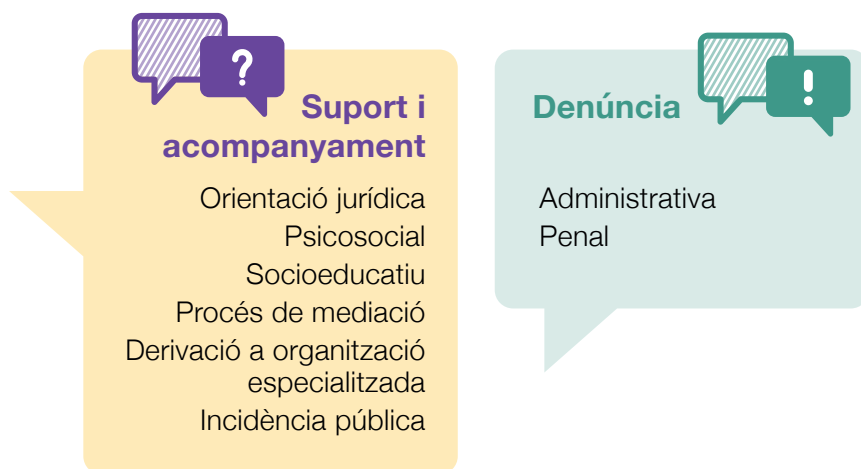 ?
Suport i
acompanyament
Orientació jurídica
Psicosocial
Socioeducatiu
Procés de mediació
Derivació a organització
especialitzada
Incidència pública
!
Denúncia
Administrativa
Penal